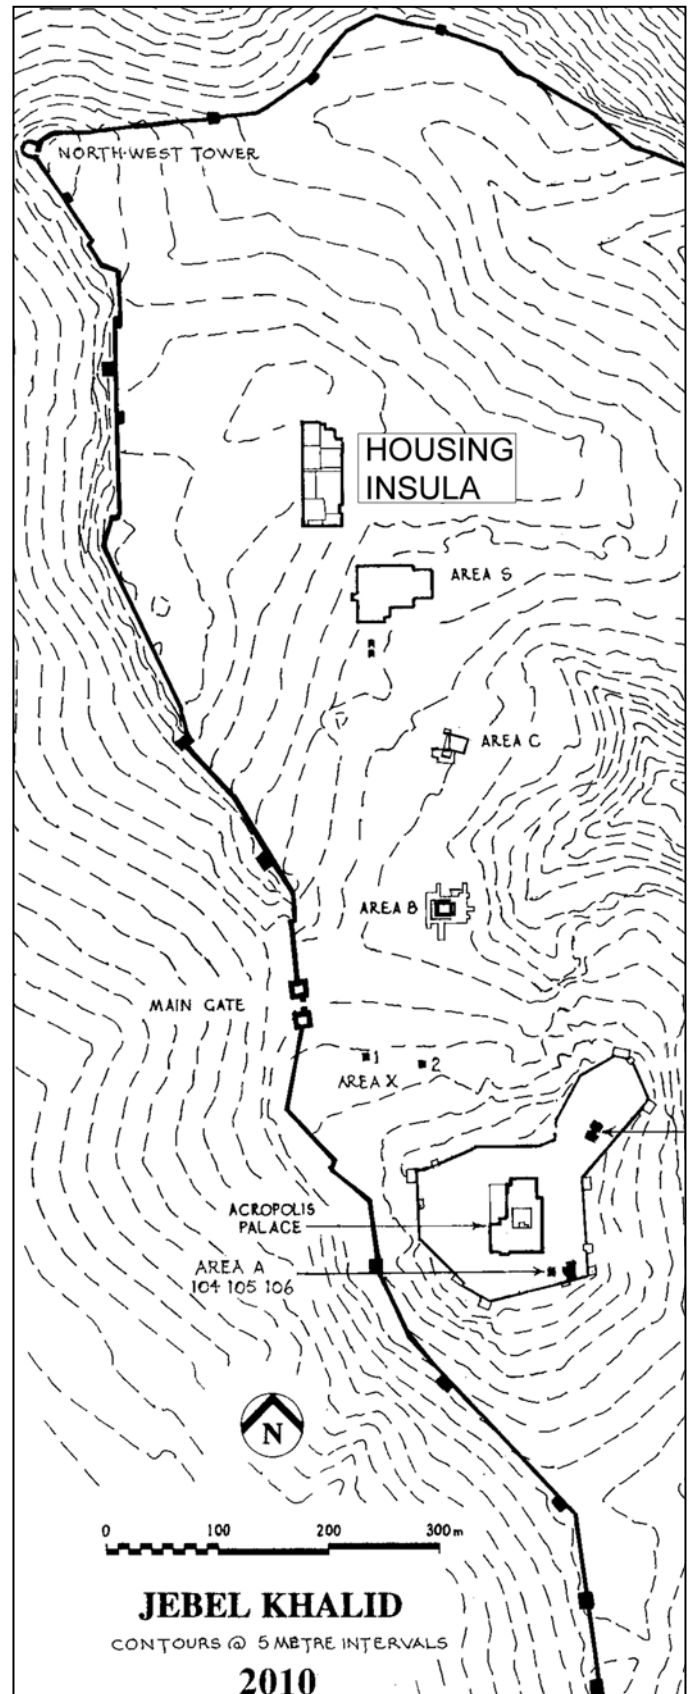 NORTH-WEST TOWER
HOUSING
INSULA
AREA S
AREA C
AREA B
MAIN GATE
1
2
AREA X
ACROPOLIS
PALACE
AREA A
104 105 106
N
0 100 200 300m
JEBEL KHALID
CONTOURS @ 5 METRE INTERVALS
2010